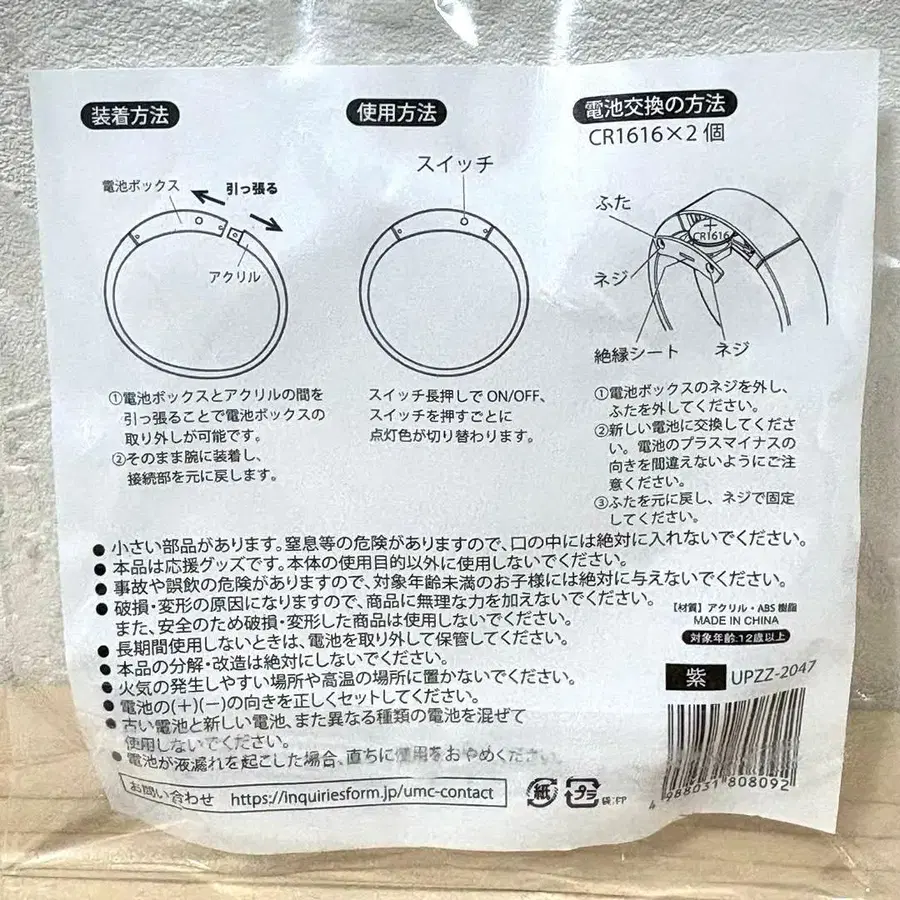 装着方法
電池ボックス
引っ張る
アクリル
①電池ボックスとアクリルの間を
引っ張ることで電池ボックスの
取り外しが可能です。
②そのまま腕に装着し、
接続部を元に戻します。
使用方法
スイッチ
スイッチ長押しで ON/OFF、
スイッチを押すごとに
点灯色が切り替わります。
電池交換の方法
CR1616×2 個
ふた
CR1616
ネジ
絶縁シート
ネジ
①電池ボックスのネジを外し、
ふたを外してください。
②新しい電池に交換してくださ
い。電池のプラスマイナスの
向きを間違えないようにご注
意ください。
③ふたを元に戻し、ネジで固定
してください。
● 小さい部品があります。窒息等の危険がありますので、口の中には絶対に入れないでください。
● 本品は応援グッズです。本体の使用目的以外に使用しないでください。
● 事故や誤飲の危険がありますので、対象年齢未満のお子様には絶対に与えないでください。
● 破損・変形の原因になりますので、商品に無理な力を加えないでください。
また、安全のため破損・変形した商品は使用しないでください。
● 長期間使用しないときは、電池を取り外して保管してください。
● 本品の分解・改造は絶対にしないでください。
● 火気の発生しやすい場所や高温の場所に置かないでください。
● 電池の(+)(−)の向きを正しくセットしてください。
● 古い電池と新しい電池、また異なる種類の電池を混ぜて
使用しないでください。
● 電池が液漏れを起こした場合、直ちに使用をおやめください。
【材質】アクリル・ABS 樹脂
MADE IN CHINA
対象年齢:12歳以上
紫 UPZZ-2047
4 988031 808092
お問い合わせ https://inquiriesform.jp/umc-contact
紙
プラ
袋:PP